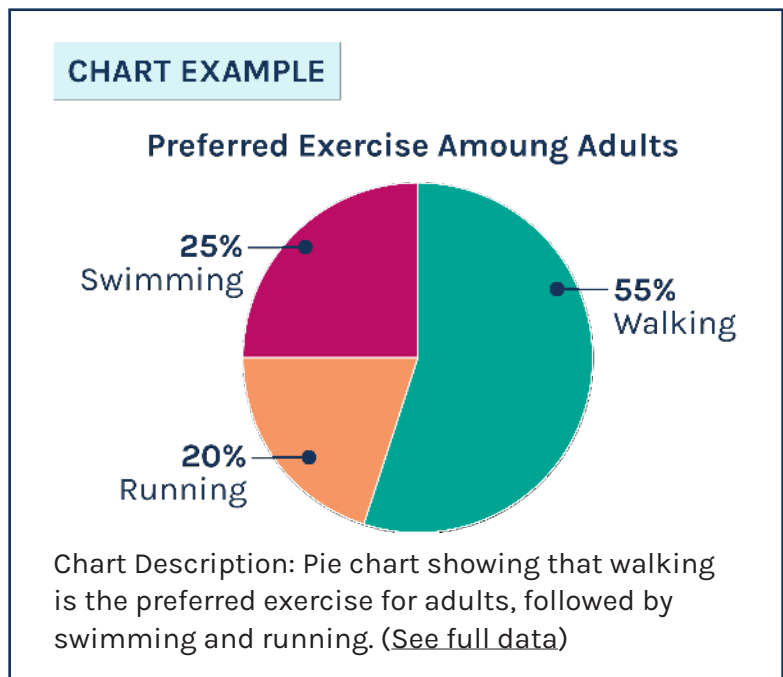 CHART EXAMPLE
Preferred Exercise Amoung Adults
25%
Swimming
55%
Walking
20%
Running
Chart Description: Pie chart showing that walking
is the preferred exercise for adults, followed by
swimming and running. (See full data)